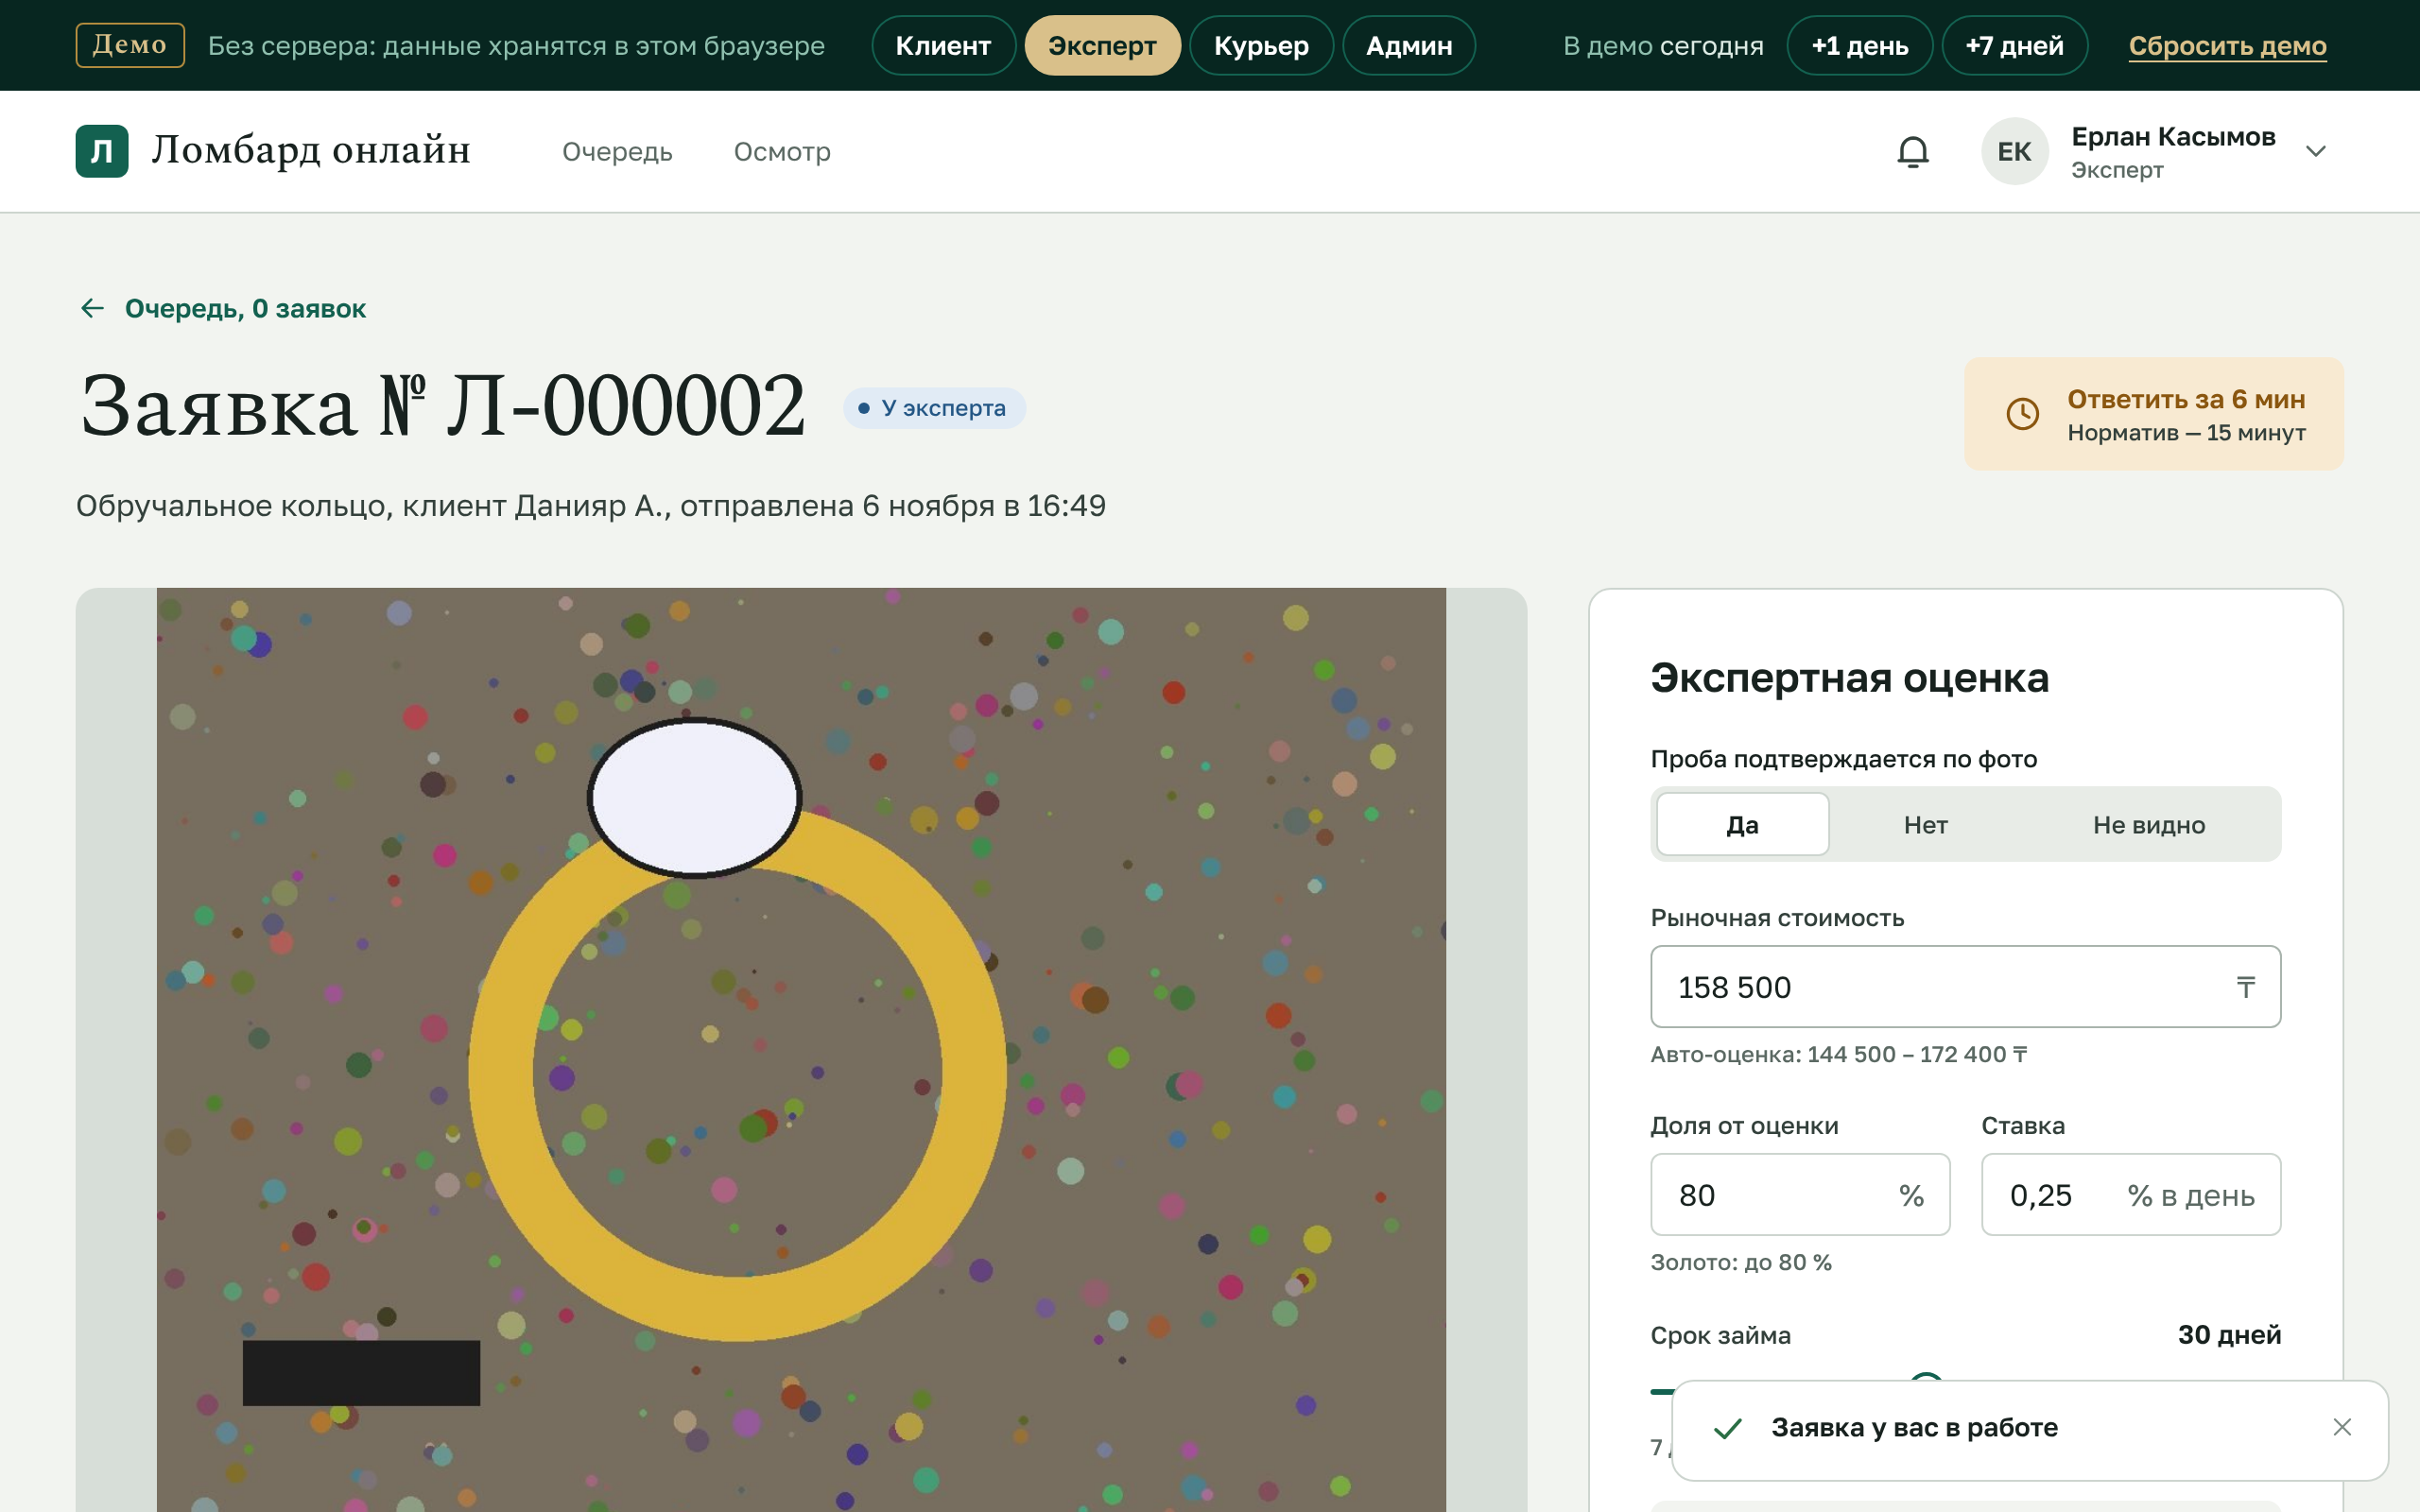 Демо Без сервера: данные хранятся в этом браузере Клиент Эксперт Курьер Админ В демо сегодня +1 день +7 дней Сбросить демо
Л Ломбард онлайн Очередь Осмотр ЕК Ерлан Касымов
Эксперт
← Очередь, 0 заявок
Заявка № Л-000002 У эксперта
Ответить за 6 мин
Норматив — 15 минут
Обручальное кольцо, клиент Данияр А., отправлена 6 ноября в 16:49
Экспертная оценка
Проба подтверждается по фото
Да Нет Не видно
Рыночная стоимость
158 500 ₸
Авто-оценка: 144 500 – 172 400 ₸
Доля от оценки Ставка
80 % 0,25 % в день
Золото: до 80 %
Срок займа 30 дней
7
Заявка у вас в работе